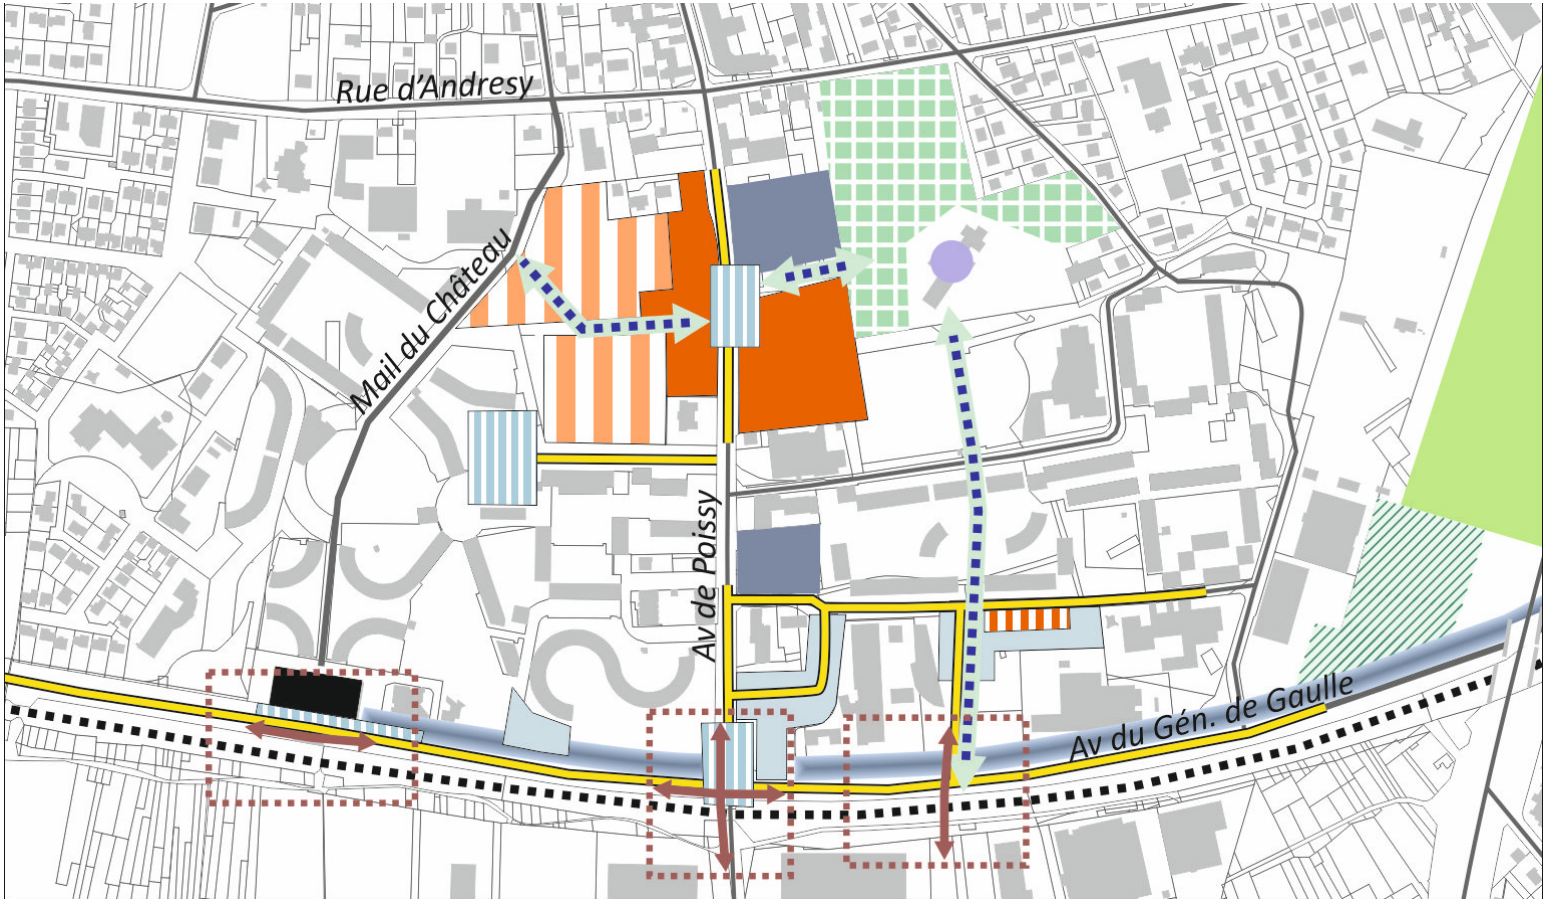 Rue d'Andresy
Mail du Château
Av de Poissy
Av du Gén. de Gaulle